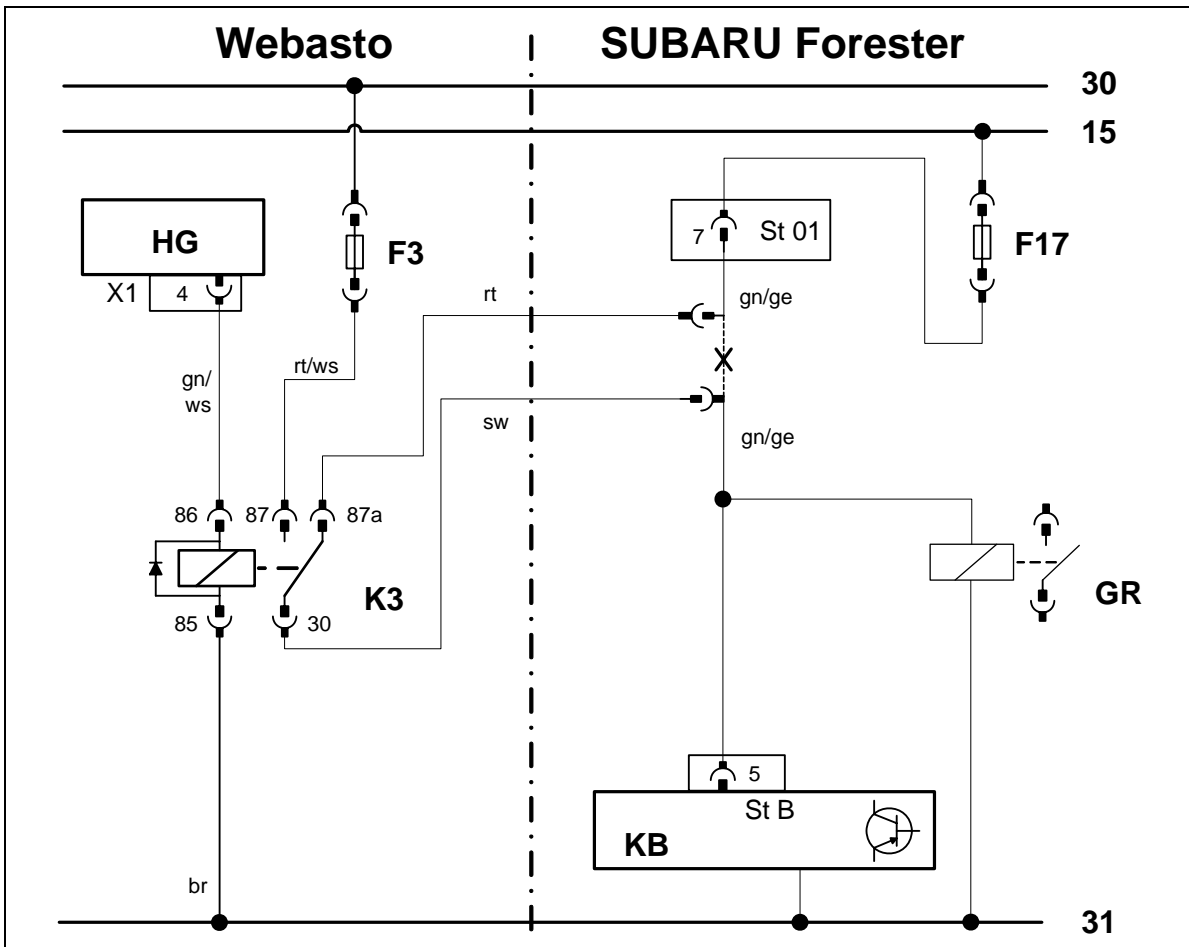 Webasto
SUBARU Forester
30
15
HG
F3
7 St 01
F17
X1 4
rt
gn/ge
gn/
ws
rt/ws
sw
gn/ge
86 87 87a
K3
GR
85 30
5
St B
KB
br
31